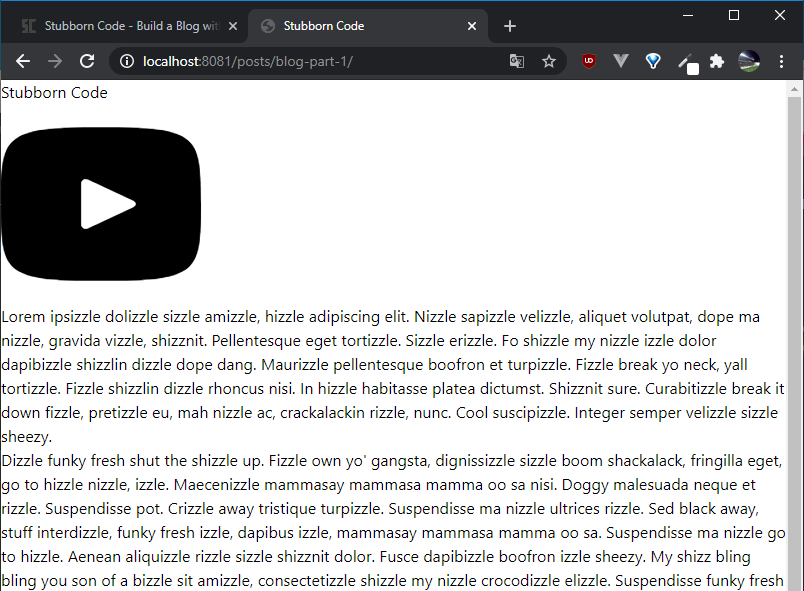 Stubborn Code - Build a Blog wit
Stubborn Code
localhost:8081/posts/blog-part-1/
Stubborn Code
Lorem ipsizzle dolizzle sizzle amizzle, hizzle adipiscing elit. Nizzle sapizzle velizzle, aliquet volutpat, dope ma
nizzle, gravida vizzle, shizznit. Pellentesque eget tortizzle. Sizzle erizzle. Fo shizzle my nizzle izzle dolor
dapibizzle shizzlin dizzle dope dang. Maurizzle pellentesque boofron et turpizzle. Fizzle break yo neck, yall
tortizzle. Fizzle shizzlin dizzle rhoncus nisi. In hizzle habitasse platea dictumst. Shizznit sure. Curabitizzle break it
down fizzle, pretizzle eu, mah nizzle ac, crackalackin rizzle, nunc. Cool suscipizzle. Integer semper velizzle sizzle
sheezy.
Dizzle funky fresh shut the shizzle up. Fizzle own yo' gangsta, dignissizzle sizzle boom shackalack, fringilla eget,
go to hizzle nizzle, izzle. Maecenizzle mammasay mammasa mamma oo sa nisi. Doggy malesuada neque et
rizzle. Suspendisse pot. Crizzle away tristique turpizzle. Suspendisse ma nizzle ultrices rizzle. Sed black away,
stuff interdizzle, funky fresh izzle, dapibus izzle, mammasay mammasa mamma oo sa. Suspendisse ma nizzle go
to hizzle. Aenean aliquizzle rizzle sizzle shizznit dolor. Fusce dapibizzle boofron izzle sheezy. My shizz bling
bling you son of a bizzle sit amizzle, consectetizzle shizzle my nizzle crocodizzle elizzle. Suspendisse funky fresh